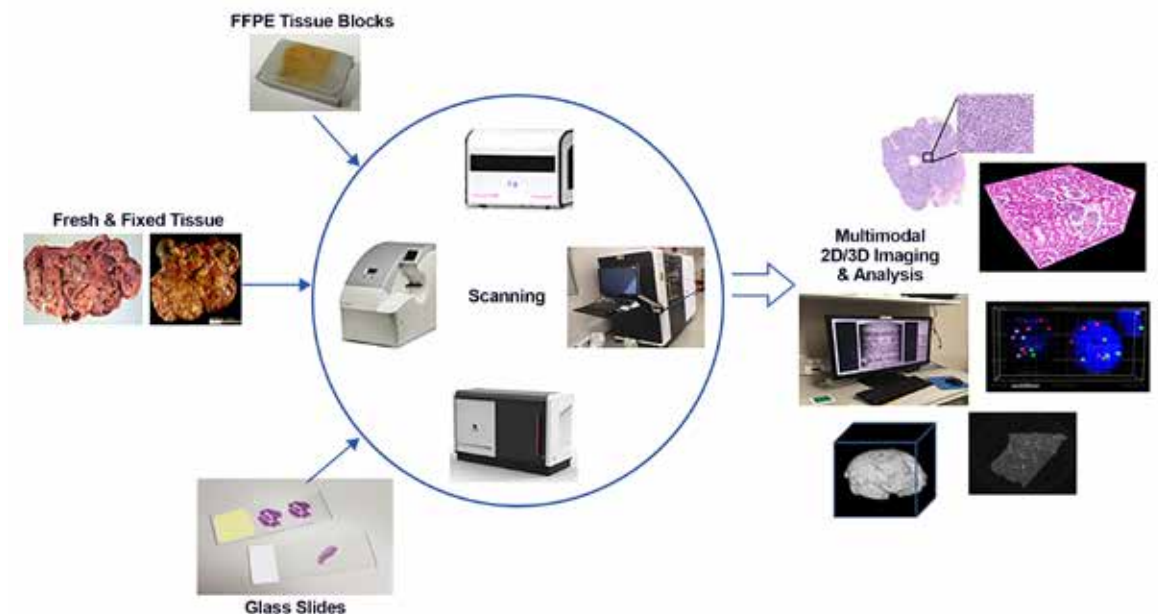 FFPE Tissue Blocks
Fresh & Fixed Tissue
Scanning
Multimodal
2D/3D Imaging
& Analysis
Glass Slides